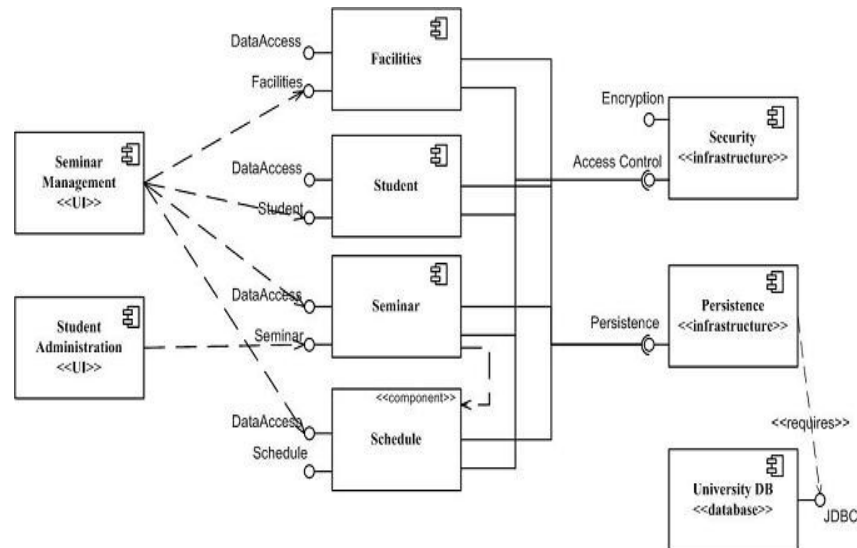 DataAccess
Facilities
Facilities
Encryption
Security
<<infrastructure>>
Access Control
Seminar
Management
<<UI>>
DataAccess
Student
Student
DataAccess
Seminar
Seminar
Persistence
<<infrastructure>>
Persistence
Student
Administration
<<UI>>
<<component>>
DataAccess
Schedule
Schedule
<<requires>>
University DB
<<database>>
JDBC